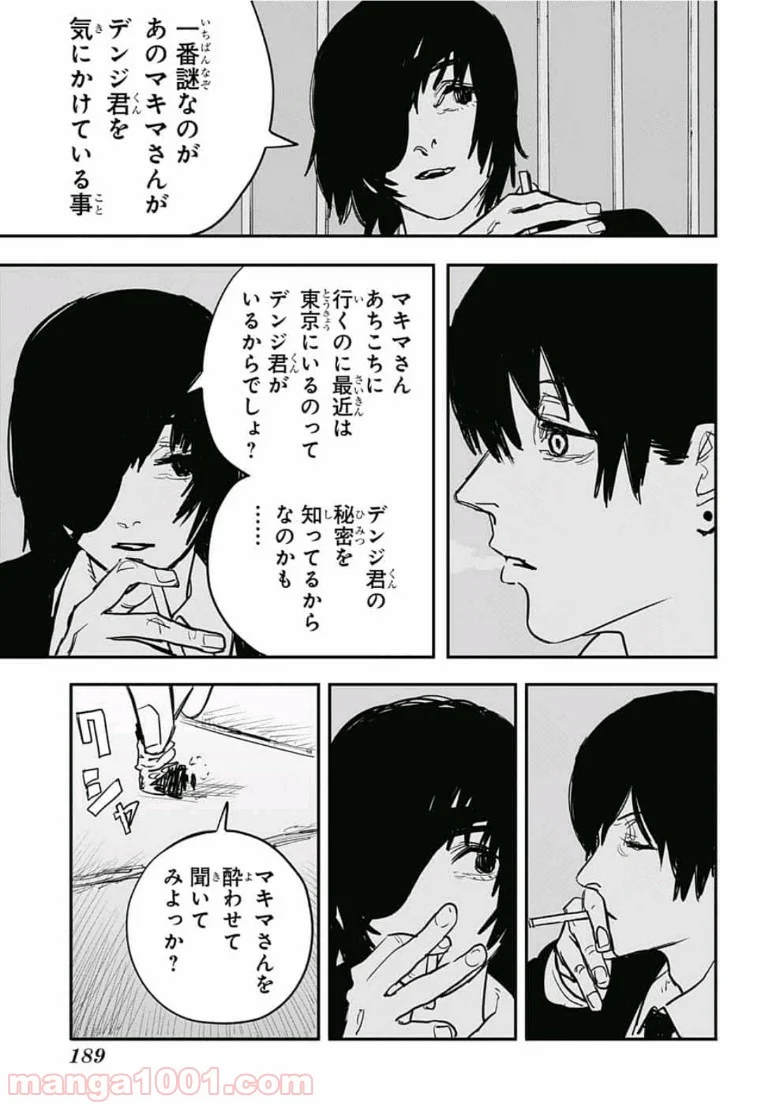 一番謎なのが
あのマキマさんが
デンジ君を
気にかけている事
マキマさん
あちこちに
行くのに最近は
東京にいるのって
デンジ君が
いるからでしょ？
デンジ君の
秘密を
知ってるから
なのかも
……
マキマさんを
酔わせて
聞いて
みよっか？
クシャ
189
manga1001.com